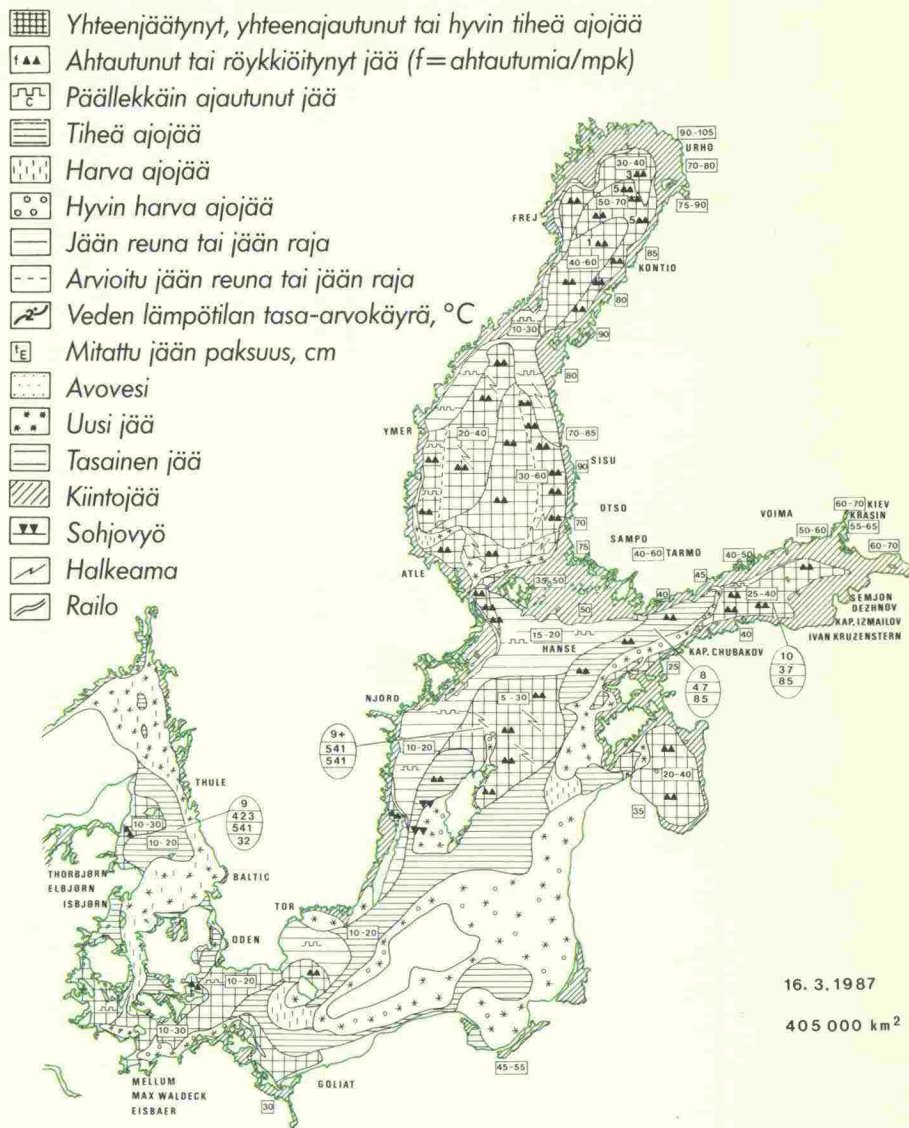 Yhteenjäätynyt, yhteenajautunut tai hyvin tiheä ajojää
f Ahtautunut tai röykkiöitynyt jää (f=ahtautumia/mpk)
C Päällekkäin ajautunut jää
Tiheä ajojää
Harva ajojää
Hyvin harva ajojää
Jään reuna tai jään raja
Arvioitu jään reuna tai jään raja
2 Veden lämpötilan tasa-arvokäyrä, °C
tE Mitattu jään paksuus, cm
Avovesi
Uusi jää
Tasainen jää
Kiintojää
Sohjovyö
Halkeama
Railo
90-105
URHO
30-40
70-80
3
5
50-70
75-90
FREJ
5
1
85
40-60
KONTIO
80
10-30
90
80
YMER
20-40
70-85
SISU
90
30-60
OTSO
70
SAMPO
75
40-60
TARMO
VOIMA
60-70
KIEV
KRASIN
50-60
55-65
40-50
60-70
45
ATLE
35-50
40
25-40
50
SEMJON
DEZHNOV
KAP. IZMAILOV
IVAN KRUZENSTERN
15-20
HANSE
KAP. CHUBAKOV
40
25
10
37
85
8
47
85
NJORD
5-30
9+
541
541
10-20
20-40
35
THULE
9
423
541
32
10-30
10-20
THORBJØRN
ELBJØRN
ISBJØRN
BALTIC
TOR
ODEN
10-20
10-20
10-30
16.3.1987
405 000 km²
45-55
MELLUM
MAX WALDECK
EISBAER
GOLIAT
30